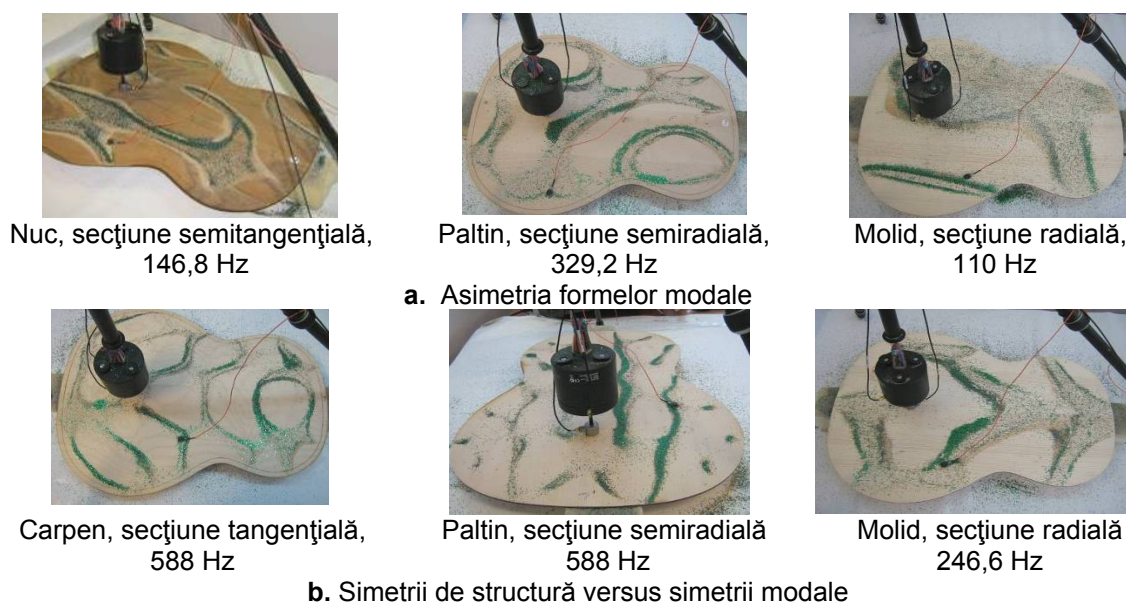 Nuc, secţiune semitangenţială, Paltin, secţiune semiradială, Molid, secţiune radială,
146,8 Hz 329,2 Hz 110 Hz
a. Asimetria formelor modale
Carpen, secţiune tangenţială, Paltin, secţiune semiradială Molid, secţiune radială
588 Hz 588 Hz 246,6 Hz
b. Simetrii de structură versus simetrii modale